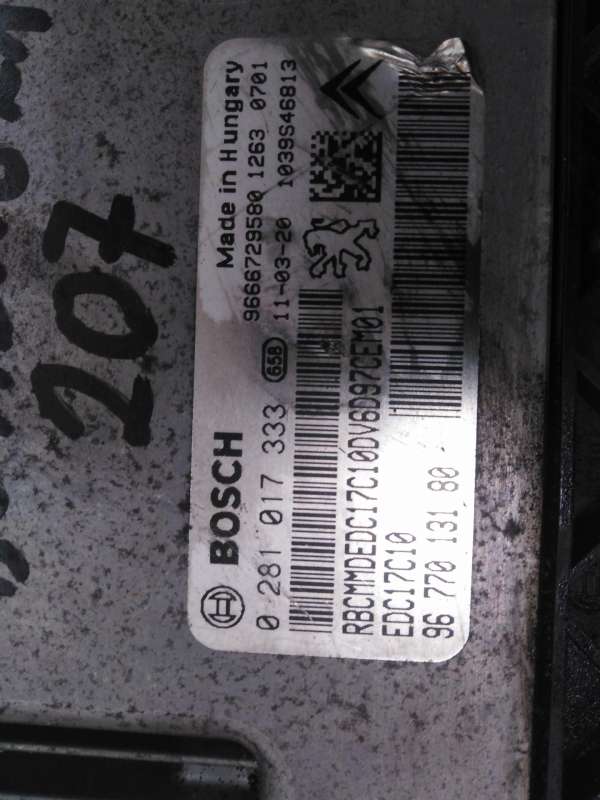 207
BOSCH
Made in Hungary
0 281 017 333 658 9666729580 1263 0701
11-03-20 1039S46813
RBCMMDEDC17C10DV6D97CEM01
EDC17C10
96 770 131 80